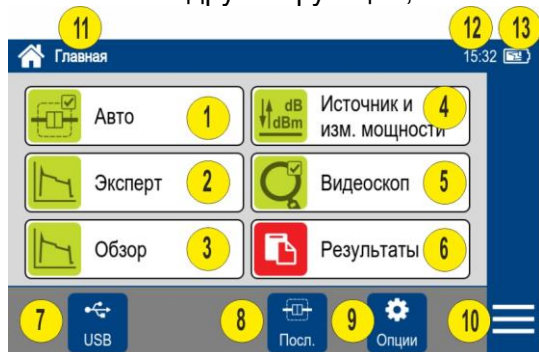 11
12
13
Главная
15:32
Авто
1
dB
dBm
Источник и
изм. мощности
4
Эксперт
2
Видеоскоп
5
Обзор
3
Результаты
6
7
USB
8
Посл.
9
Опции
10